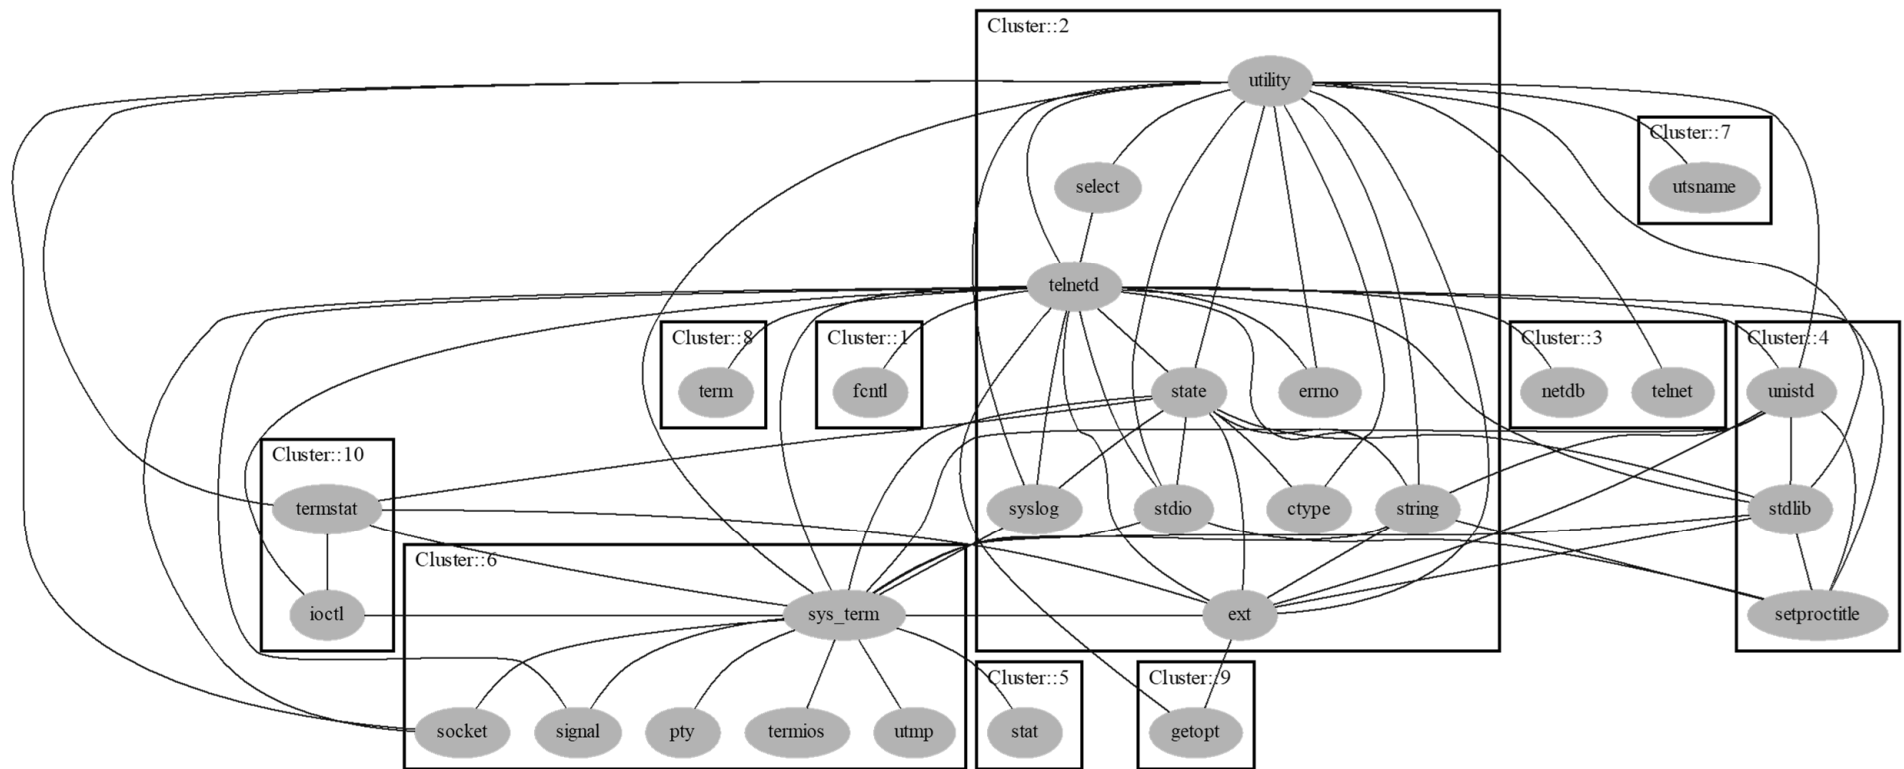 Cluster::2
utility
Cluster::7
select
utsname
telnetd
Cluster::8
Cluster::1
Cluster::3
Cluster::4
term
fcntl
state
errno
netdb
telnet
unistd
Cluster::10
termstat
syslog
stdio
ctype
string
stdlib
Cluster::6
ioctl
sys_term
ext
setproctitle
Cluster::5
Cluster::9
socket
signal
pty
termios
utmp
stat
getopt